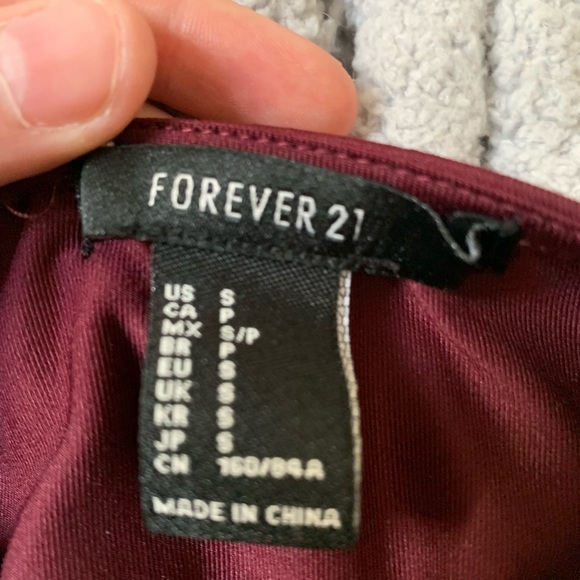 FOREVER 21
US S
CA P
MX S/P
BR P
EU S
UK S
KR S
JP S
CN 160/84A
MADE IN CHINA